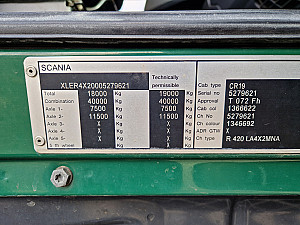 SCANIA
XLER4X20005279621 Technically permissible
Total 18000 Kg 19000 Kg
Combination 40000 Kg 40000 Kg
Axle 1- 7500 Kg 7500 Kg
Axle 2- 11500 Kg 11500 Kg
Axle 3- X Kg X Kg
Axle 4- X Kg X Kg
Axle 5- X Kg X Kg
5 th wheel Kg
Cab type CR19
Serial no 5279621
Approval T 072 Fh
Cab col 1366622
Ch no 5279621
Ch colour 1346692
ADR GTW X
Ch type R 420 LA4X2MNA